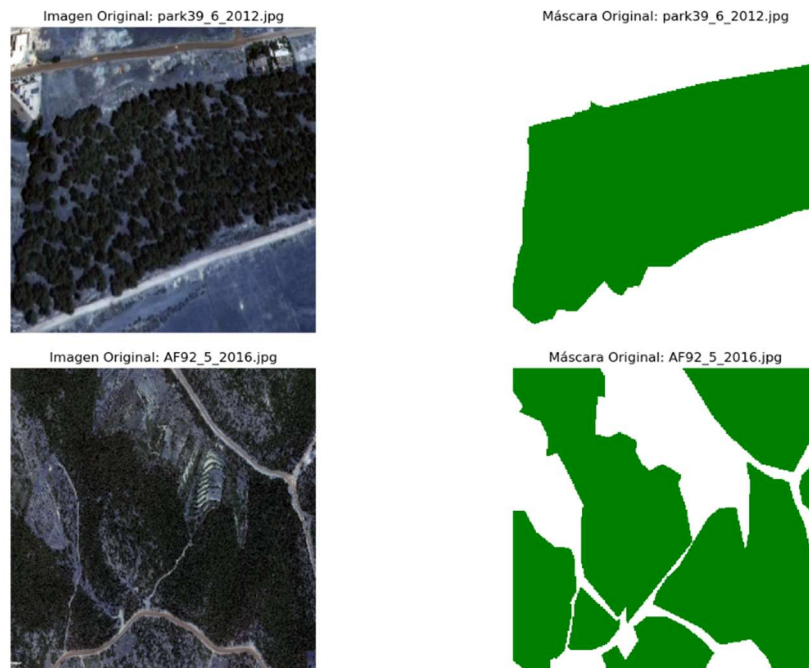 Imagen Original: park39_6_2012.jpg
Máscara Original: park39_6_2012.jpg
Imagen Original: AF92_5_2016.jpg
Máscara Original: AF92_5_2016.jpg